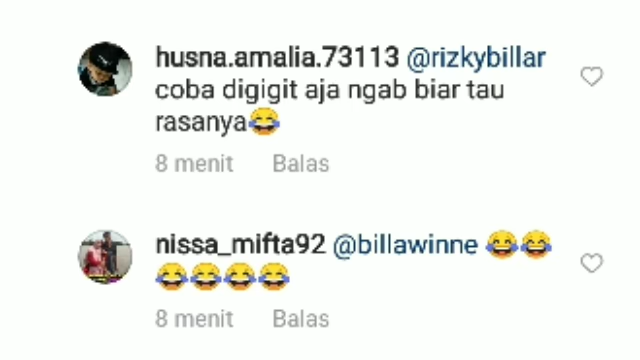 husna.amalia.73113 @rizkybillar
coba digigit aja ngab biar tau
rasanya😂
8 menit Balas
nissa_mifta92 @billawinne 😂😂
😂😂😂😂
8 menit Balas